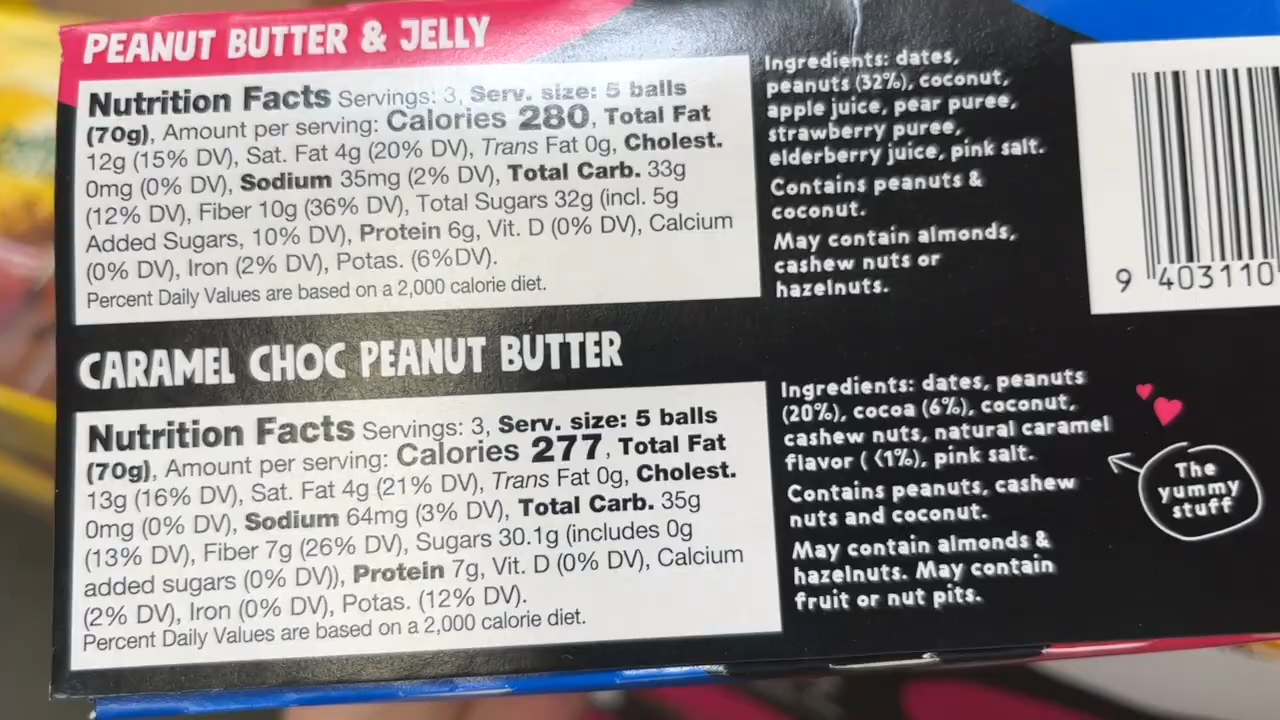 PEANUT BUTTER & JELLY
Nutrition Facts Servings: 3, Serv. size: 5 balls
(70g), Amount per serving: Calories 280, Total Fat
12g (15% DV), Sat. Fat 4g (20% DV), Trans Fat 0g, Cholest.
0mg (0% DV), Sodium 35mg (2% DV), Total Carb. 33g
(12% DV), Fiber 10g (36% DV), Total Sugars 32g (incl. 5g
Added Sugars, 10% DV), Protein 6g, Vit. D (0% DV), Calcium
(0% DV), Iron (2% DV), Potas. (6%DV).
Percent Daily Values are based on a 2,000 calorie diet.
Ingredients: dates,
peanuts (32%), coconut,
apple juice, pear puree,
strawberry puree,
elderberry juice, pink salt.
Contains peanuts &
coconut.
May contain almonds,
cashew nuts or
hazelnuts.
9 403110
CARAMEL CHOC PEANUT BUTTER
Nutrition Facts Servings: 3, Serv. size: 5 balls
(70g), Amount per serving: Calories 277, Total Fat
13g (16% DV), Sat. Fat 4g (21% DV), Trans Fat 0g, Cholest.
0mg (0% DV), Sodium 64mg (3% DV), Total Carb. 35g
(13% DV), Fiber 7g (26% DV), Sugars 30.1g (includes 0g
added sugars (0% DV)), Protein 7g, Vit. D (0% DV), Calcium
(2% DV), Iron (0% DV), Potas. (12% DV).
Percent Daily Values are based on a 2,000 calorie diet.
Ingredients: dates, peanuts
(20%), cocoa (6%), coconut,
cashew nuts, natural caramel
flavor ( <1%), pink salt.
Contains peanuts, cashew
nuts and coconut.
May contain almonds &
hazelnuts. May contain
fruit or nut pits.
The
yummy
stuff